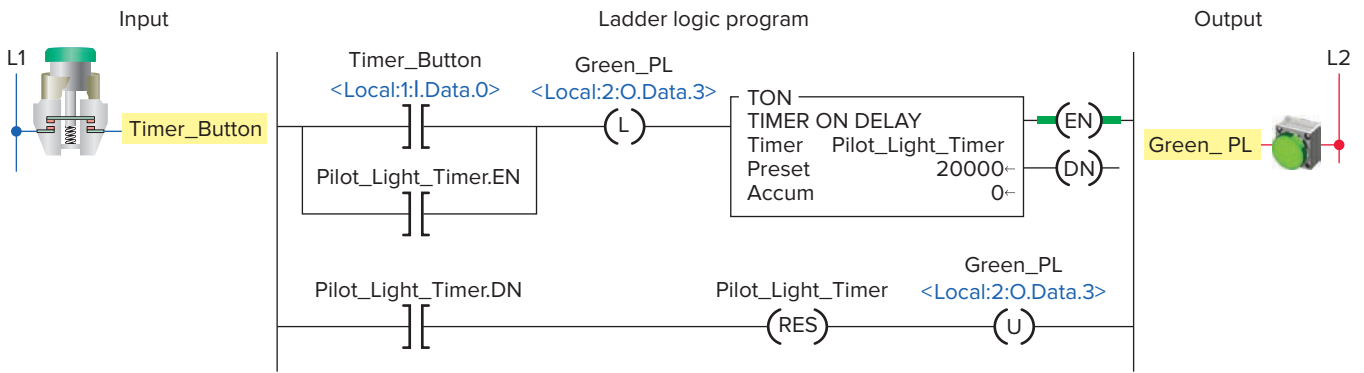 Input
Ladder logic program
Output
L1
L2
Timer_Button
<Local:1:I.Data.0>
Green_PL
<Local:2:O.Data.3>
Timer_Button
L
TON
TIMER ON DELAY
Timer Pilot_Light_Timer
Preset 20000←
Accum 0←
EN
DN
Green_ PL
Pilot_Light_Timer.EN
Pilot_Light_Timer.DN
Pilot_Light_Timer
RES
Green_PL
<Local:2:O.Data.3>
U